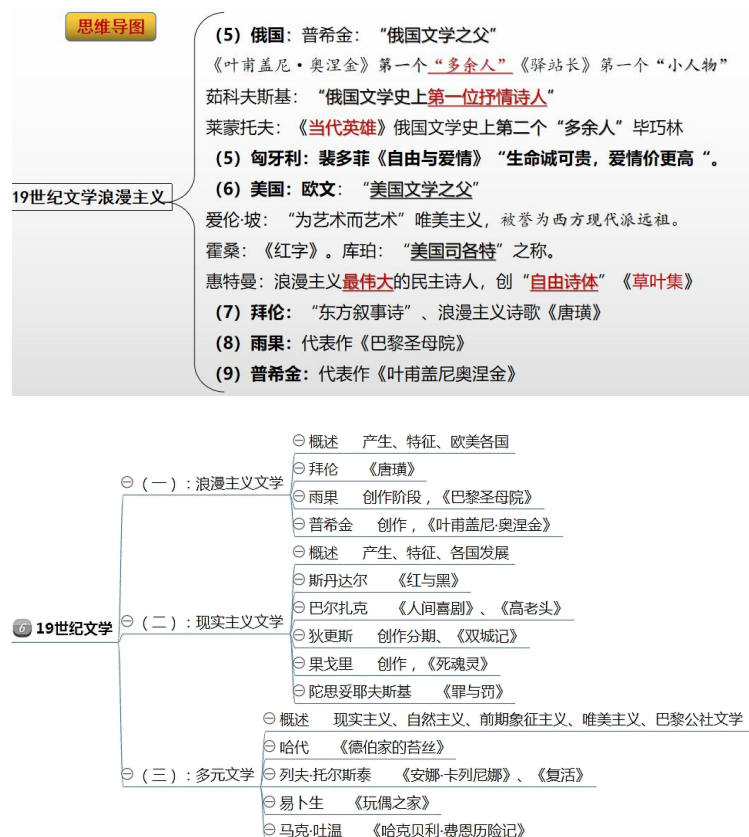 思维导图
(5) 俄国：普希金：“俄国文学之父”
《叶甫盖尼·奥涅金》第一个“多余人”《驿站长》第一个“小人物”
茹科夫斯基：“俄国文学史上第一位抒情诗人”
莱蒙托夫：《当代英雄》俄国文学史上第二个“多余人”毕巧林
(5) 匈牙利：裴多菲《自由与爱情》“生命诚可贵，爱情价更高“。
19世纪文学浪漫主义
(6) 美国：欧文：“美国文学之父”
爱伦·坡：“为艺术而艺术”唯美主义，被誉为西方现代派远祖。
霍桑：《红字》。库珀：“美国司各特”之称。
惠特曼：浪漫主义最伟大的民主诗人，创“自由诗体”《草叶集》
(7) 拜伦：“东方叙事诗”、浪漫主义诗歌《唐璜》
(8) 雨果：代表作《巴黎圣母院》
(9) 普希金：代表作《叶甫盖尼奥涅金》
6 19世纪文学
（一）：浪漫主义文学
概述 产生、特征、欧美各国
拜伦 《唐璜》
雨果 创作阶段，《巴黎圣母院》
普希金 创作，《叶甫盖尼·奥涅金》
（二）：现实主义文学
概述 产生、特征、各国发展
斯丹达尔 《红与黑》
巴尔扎克 《人间喜剧》、《高老头》
狄更斯 创作分期、《双城记》
果戈里 创作，《死魂灵》
陀思妥耶夫斯基 《罪与罚》
（三）：多元文学
概述 现实主义、自然主义、前期象征主义、唯美主义、巴黎公社文学
哈代 《德伯家的苔丝》
列夫·托尔斯泰 《安娜·卡列尼娜》、《复活》
易卜生 《玩偶之家》
马克·吐温 《哈克贝利·费恩历险记》